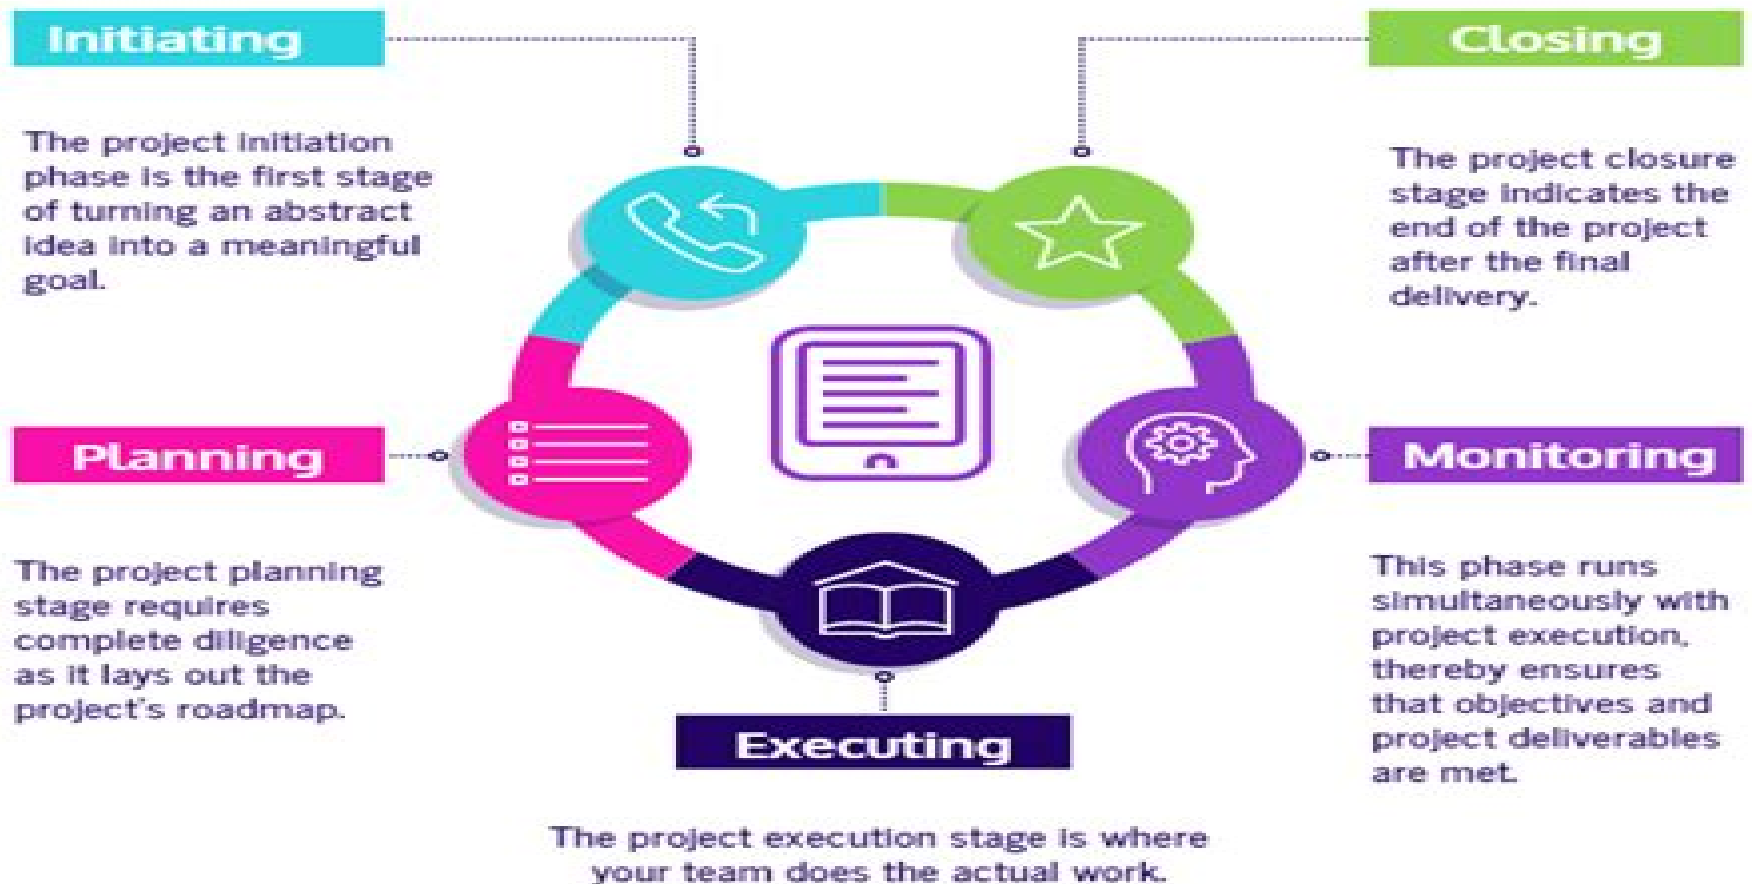 Initiating
The project initiation
phase is the first stage
of turning an abstract
idea into a meaningful
goal.
Planning
The project planning
stage requires
complete diligence
as it lays out the
project's roadmap.
Executing
The project execution stage is where
your team does the actual work.
Monitoring
This phase runs
simultaneously with
project execution,
thereby ensures
that objectives and
project deliverables
are met.
Closing
The project closure
stage indicates the
end of the project
after the final
delivery.